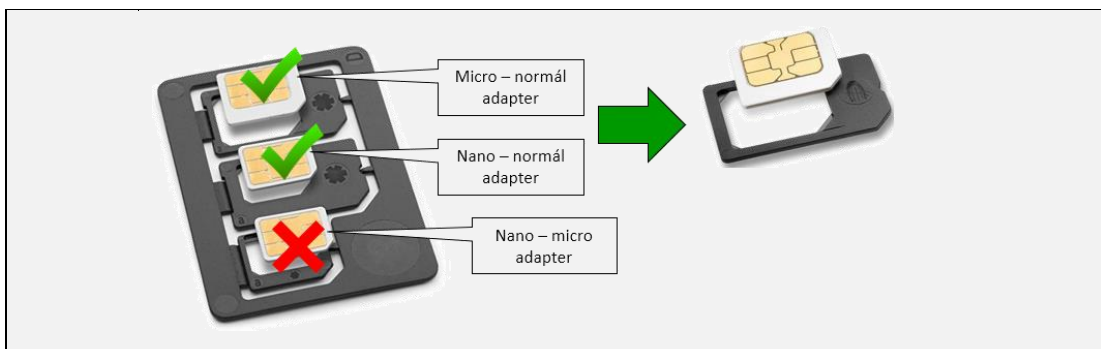 Micro – normál
adapter
Nano – normál
adapter
Nano – micro
adapter